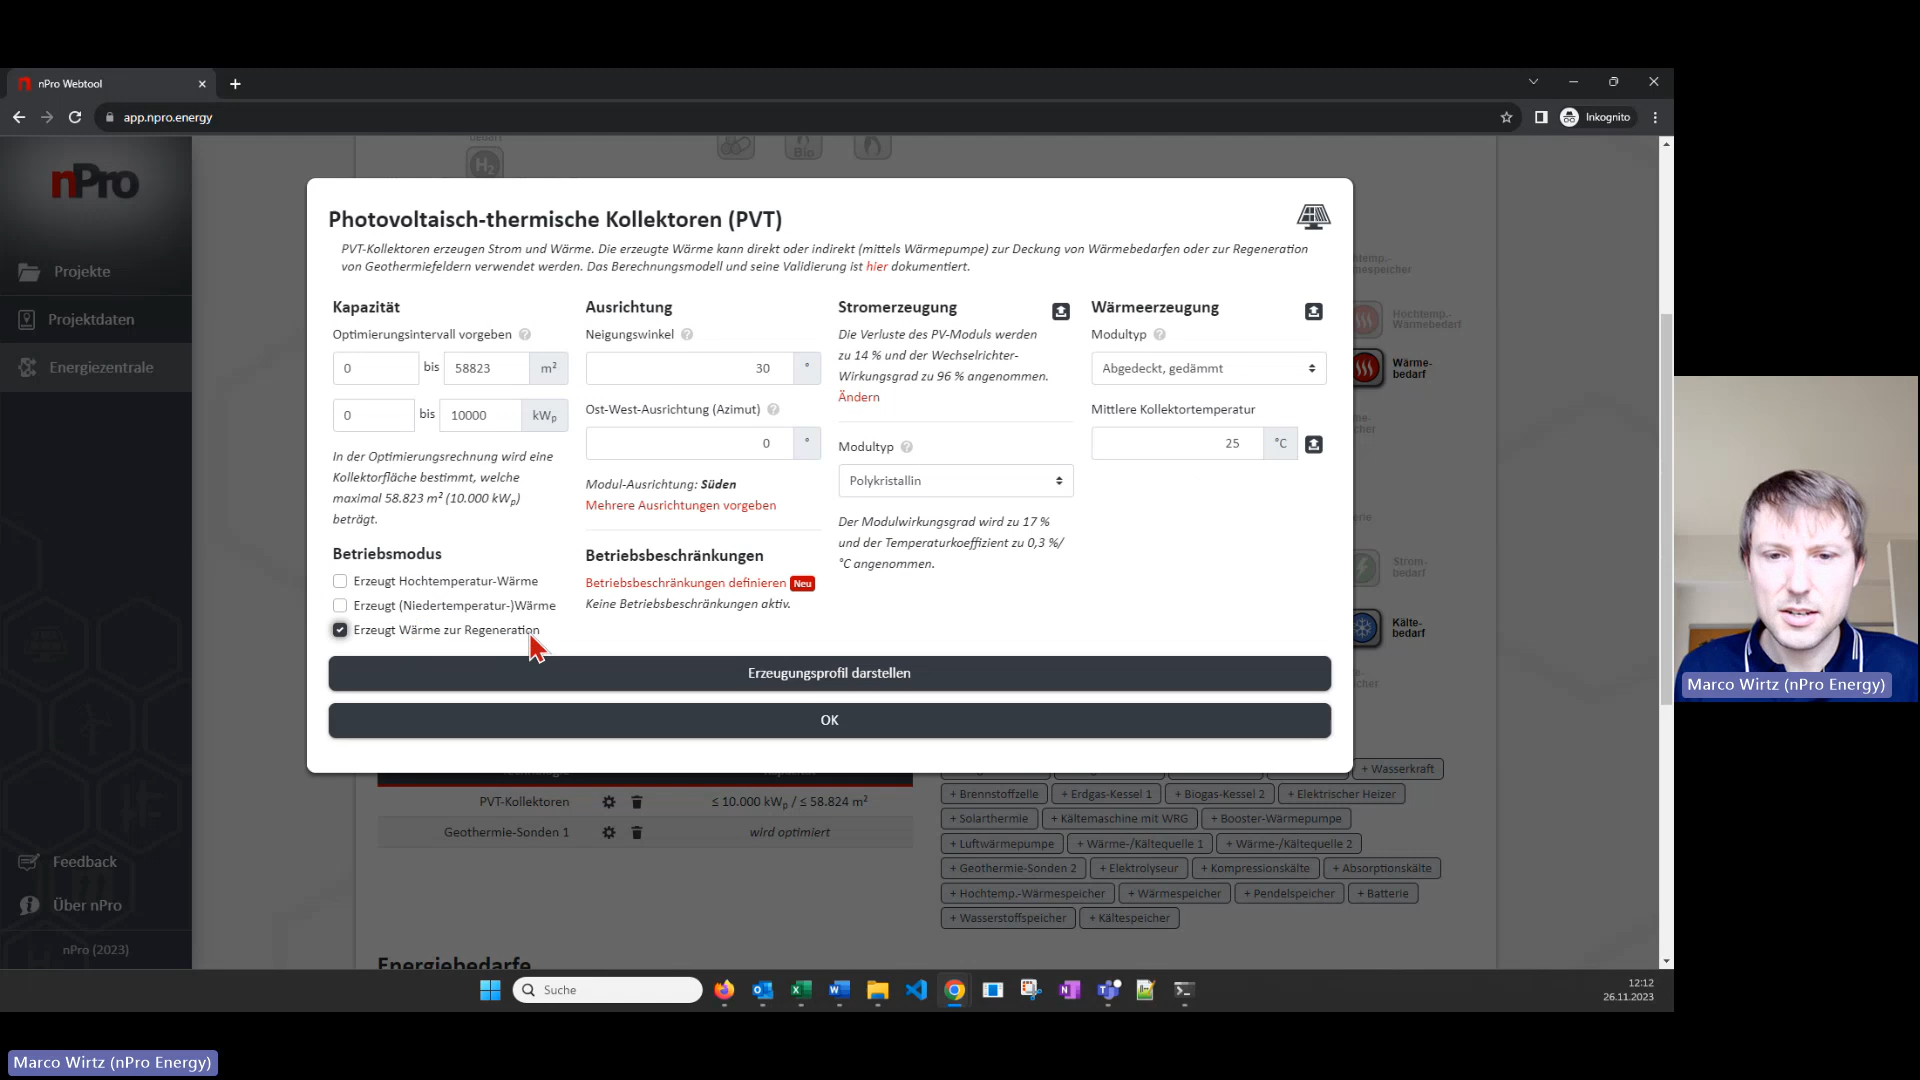 nPro Webtool
app.npro.energy
Inkognito
nPro
Projekte
Projektdaten
Energiezentrale
Feedback
Über nPro
nPro (2023)
bedarf
H2
Bio
Photovoltaisch-thermische Kollektoren (PVT)
PVT-Kollektoren erzeugen Strom und Wärme. Die erzeugte Wärme kann direkt oder indirekt (mittels Wärmepumpe) zur Deckung von Wärmebedarfen oder zur Regeneration
von Geothermiefeldern verwendet werden. Das Berechnungsmodell und seine Validierung ist hier dokumentiert.
Kapazität
Optimierungsintervall vorgeben ?
0 bis 58823 m²
0 bis 10000 kWp
In der Optimierungsrechnung wird eine
Kollektorfläche bestimmt, welche
maximal 58.823 m² (10.000 kWp)
beträgt.
Betriebsmodus
Erzeugt Hochtemperatur-Wärme
Erzeugt (Niedertemperatur-)Wärme
Erzeugt Wärme zur Regeneration
Ausrichtung
Neigungswinkel ?
30 °
Ost-West-Ausrichtung (Azimut) ?
0 °
Modul-Ausrichtung: Süden
Mehrere Ausrichtungen vorgeben
Betriebsbeschränkungen
Betriebsbeschränkungen definieren Neu
Keine Betriebsbeschränkungen aktiv.
Stromerzeugung
Die Verluste des PV-Moduls werden
zu 14 % und der Wechselrichter-
Wirkungsgrad zu 96 % angenommen.
Ändern
Modultyp ?
Polykristallin
Der Modulwirkungsgrad wird zu 17 %
und der Temperaturkoeffizient zu 0,3 %/
°C angenommen.
Wärmeerzeugung
Modultyp ?
Abgedeckt, gedämmt
Mittlere Kollektortemperatur
25 °C
Erzeugungsprofil darstellen
OK
Hochtemp.-
Wärmebedarf
Wärme-
bedarf
Strom-
bedarf
Kälte-
bedarf
+ Wasserkraft
PVT-Kollektoren ≤ 10.000 kWp / ≤ 58.824 m²
Geothermie-Sonden 1 wird optimiert
+ Brennstoffzelle + Erdgas-Kessel 1 + Biogas-Kessel 2 + Elektrischer Heizer
+ Solarthermie + Kältemaschine mit WRG + Booster-Wärmepumpe
+ Luftwärmepumpe + Wärme-/Kältequelle 1 + Wärme-/Kältequelle 2
+ Geothermie-Sonden 2 + Elektrolyseur + Kompressionskälte + Absorptionskälte
+ Hochtemp.-Wärmespeicher + Wärmespeicher + Pendelspeicher + Batterie
+ Wasserstoffspeicher + Kältespeicher
Energiebedarfe
Suche
12:12
26.11.2023
Marco Wirtz (nPro Energy)
Marco Wirtz (nPro Energy)